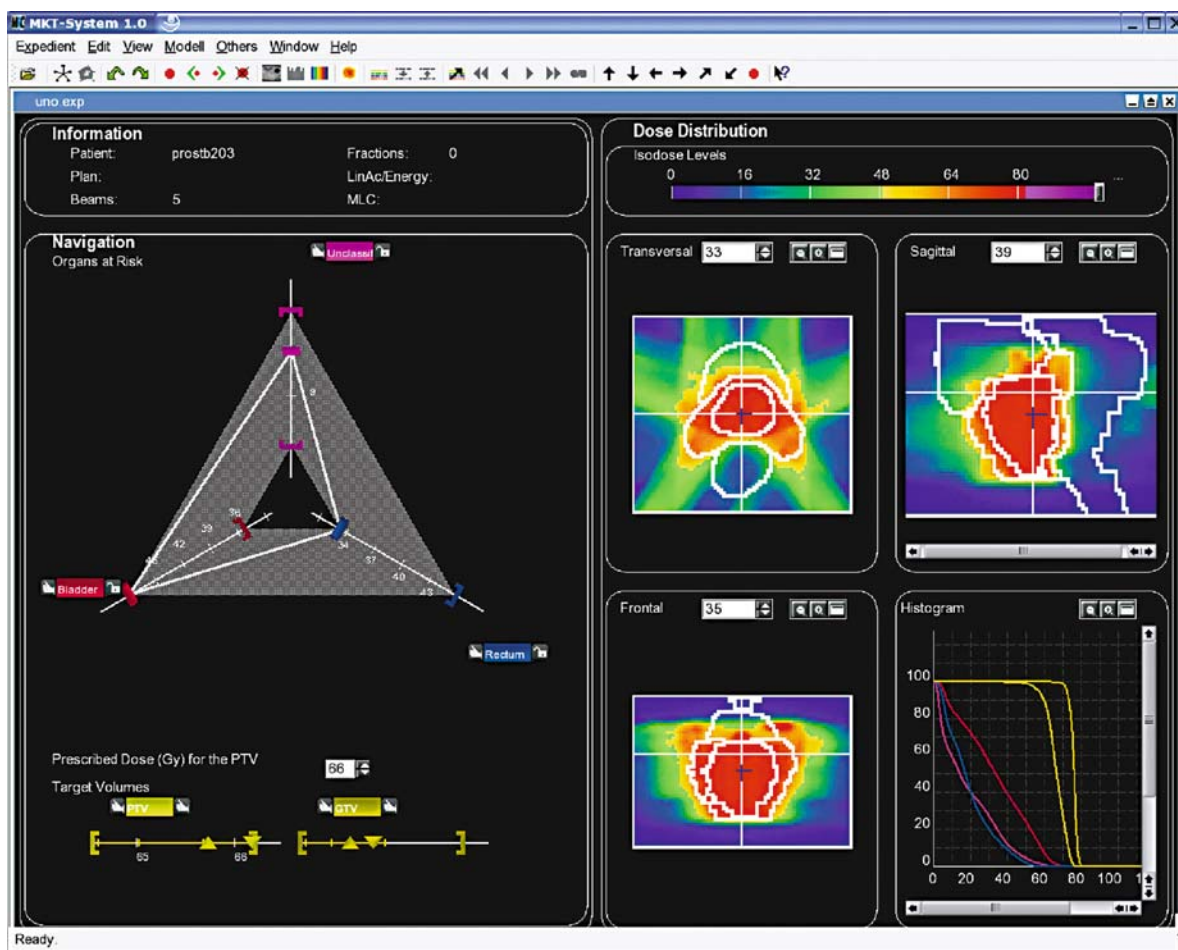 MKT-System 1.0
Expedient Edit View Modell Others Window Help
uno exp
Information
Patient: prostb203 Fractions: 0
Plan: LinAc/Energy:
Beams: 5 MLC:
Navigation
Organs at Risk
Unclassif
9
36
39
42
34
37
40
43
Bladder
Rectum
Prescribed Dose (Gy) for the PTV 66
Target Volumes
PTV GTV
65 66
Dose Distribution
Isodose Levels
0 16 32 48 64 80 ...
Transversal 33
Sagittal 39
Frontal 35
Histogram
100
80
60
40
20
0
0 20 40 60 80 100
Ready.